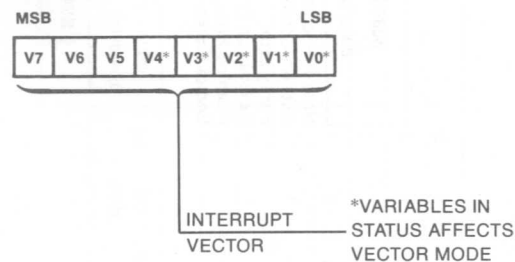 MSB LSB
V7 V6 V5 V4* V3* V2* V1* V0*
INTERRUPT
VECTOR
*VARIABLES IN
STATUS AFFECTS
VECTOR MODE